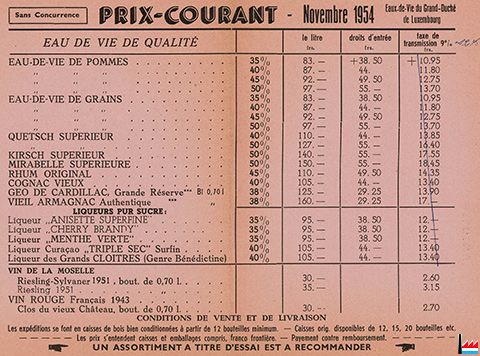 Sans Concurrence PRIX-COURANT - Novembre 1954 Eaux-de-Vie du Grand-Duché de Luxembourg
EAU DE VIE DE QUALITÉ le litre frs. droits d'entrée frs. taxe de transmission 9% frs.
EAU-DE-VIE DE POMMES 35% 83.— +38.50 +10.95
" " " 40% 87.— 44.— 11.80
" " " 45% 92.— 49.50 12.75
" " " 50% 97.— 55.— 13.70
EAU-DE-VIE DE GRAINS 35% 83.— 38.50 10.95
" " " 40% 87.— 44.— 11.80
" " " 45% 92.— 49.50 12.75
" " " 50% 97.— 55.— 13.70
QUETSCH SUPERIEUR 40% 110.— 44.— 13.85
" " 50% 127.— 55.— 16.40
KIRSCH SUPERIEUR 50% 140.— 55.— 17.55
MIRABELLE SUPERIEURE 50% 150.— 55.— 18.45
RHUM ORIGINAL 45% 110.— 49.50 14.35
COGNAC VIEUX 40% 105.— 44.— 13.40
GEO DE CARDILLAC, Grande Réserve*** Bl 0,70 l 38% 125.— 29.25 13.90
VIEIL ARMAGNAC Authentique *** " 38% 160.— 29.25 17.—
LIQUEURS PUR SUCRE:
Liqueur „ANISETTE SUPERFINE" 35% 95.— 38.50 12.—
Liqueur „CHERRY BRANDY" 35% 95.— 38.50 12.—
Liqueur „MENTHE VERTE" 35% 95.— 38.50 12.—
Liqueur Curaçao „TRIPLE SEC" Surfin 40% 105.— 44.— 13.40
Liqueur des Grands CLOITRES (Genre Bénédictine) 40% 105.— 44.— 13.40
VIN DE LA MOSELLE
Riesling-Sylvaner 1951, bout. de 0,70 l. 30.— 2.60
Riesling 1951, " " 35.— 3.15
VIN ROUGE Français 1943
Clos du vieux Château, bout. de 0,70 l. 30.— 2.70
CONDITIONS DE VENTE ET DE LIVRAISON
Les expéditions se font en caisses de bois bien conditionnées à partir de 12 bouteilles minimum. — Caisses orig. disponibles de 12, 15, 20 bouteilles etc.
Les prix s'entendent caisses et emballages compris, franco frontière. — Payement contre remboursement.
UN ASSORTIMENT A TITRE D'ESSAI EST A RECOMMANDER